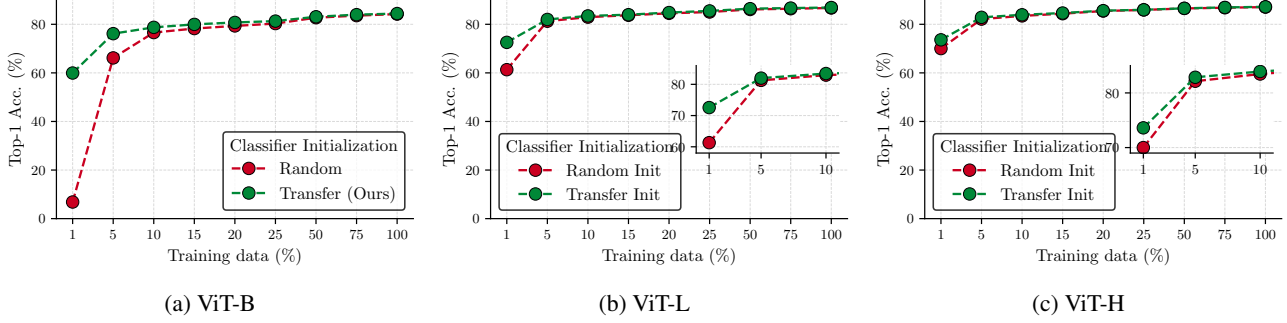 80
60
40
20
0
Top-1 Acc. (%)
Classifier Initialization
Random
Transfer (Ours)
1 5 10 15 20 25 50 75 100
Training data (%)
(a) ViT-B
80
60
40
20
0
Top-1 Acc. (%)
80
70
60
1 5 10
Classifier Initialization
Random Init
Transfer Init
1 5 10 15 20 25 50 75 100
Training data (%)
(b) ViT-L
80
60
40
20
0
Top-1 Acc. (%)
80
70
1 5 10
Classifier Initialization
Random Init
Transfer Init
1 5 10 15 20 25 50 75 100
Training data (%)
(c) ViT-H